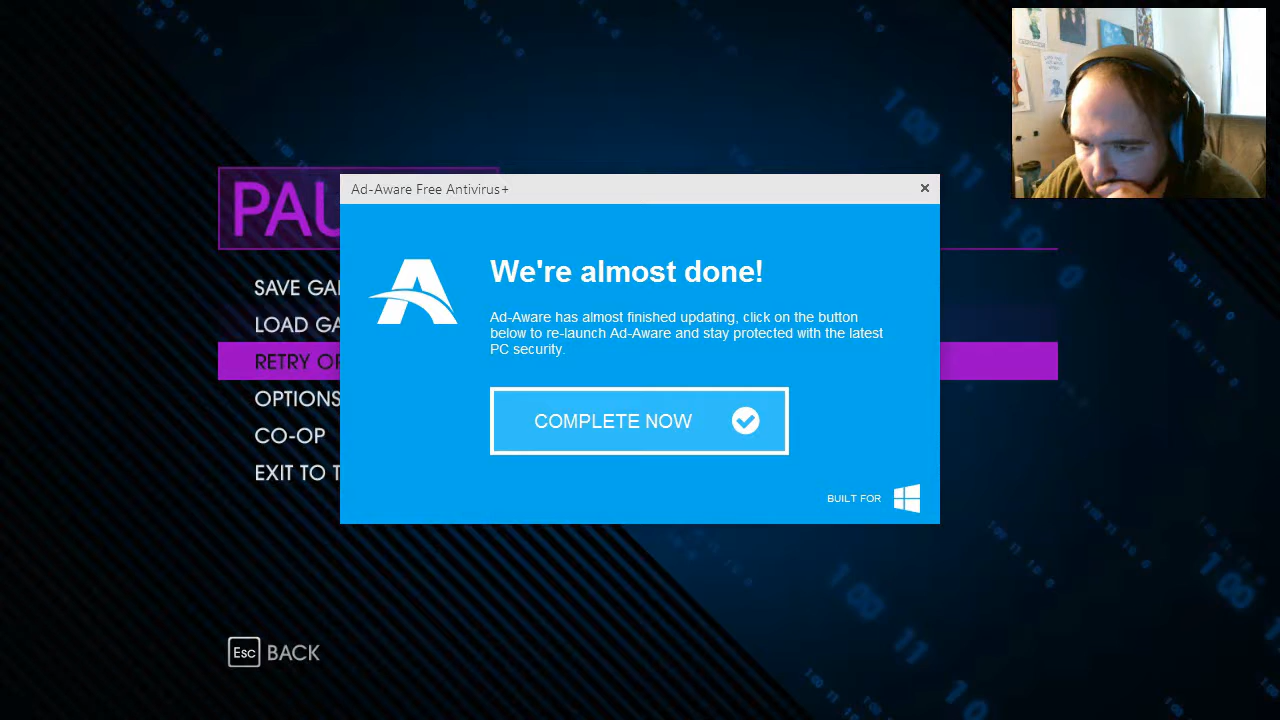 Ad-Aware Free Antivirus+
We're almost done!
Ad-Aware has almost finished updating, click on the button
below to re-launch Ad-Aware and stay protected with the latest
PC security.
COMPLETE NOW
BUILT FOR
PAU
SAVE GA
LOAD GA
RETRY
OPTIONS
CO-OP
EXIT TO
Esc BACK